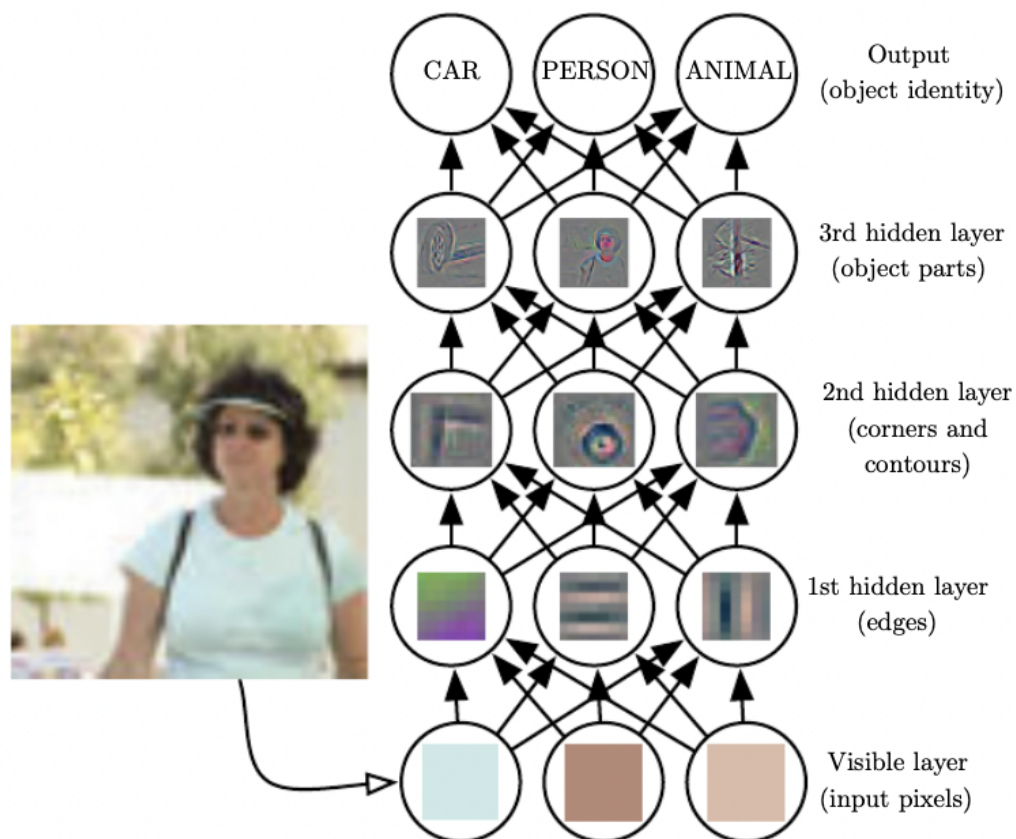 CAR
PERSON
ANIMAL
Output
(object identity)
3rd hidden layer
(object parts)
2nd hidden layer
(corners and
contours)
1st hidden layer
(edges)
Visible layer
(input pixels)